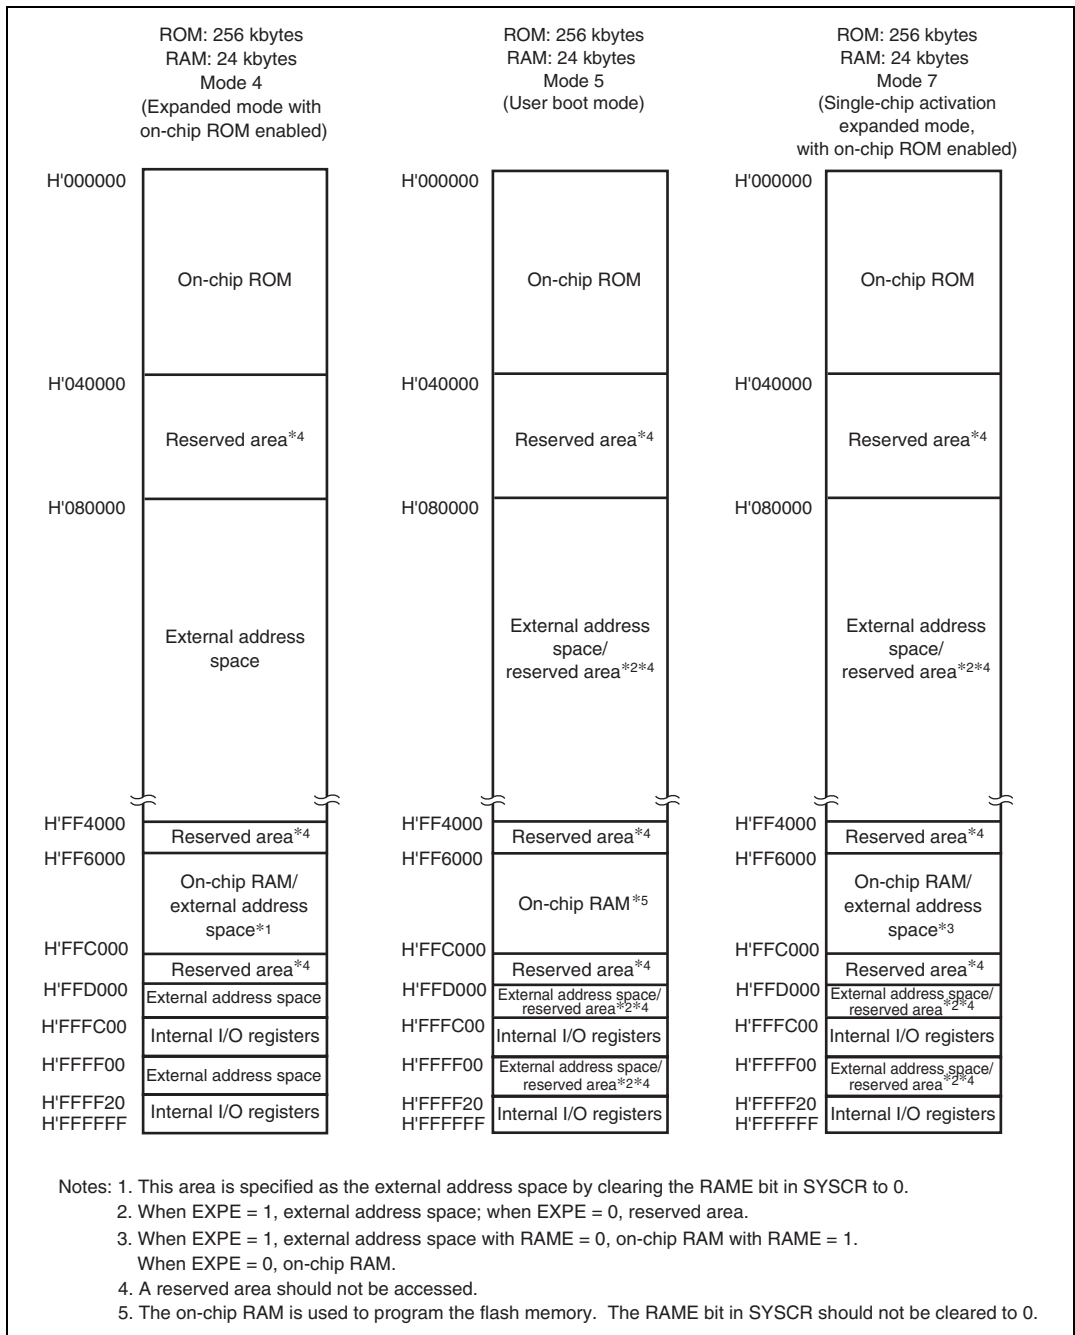 ROM: 256 kbytes
RAM: 24 kbytes
Mode 4
(Expanded mode with
on-chip ROM enabled)
H'000000
On-chip ROM
H'040000
Reserved area*4
H'080000
External address
space
H'FF4000
Reserved area*4
H'FF6000
On-chip RAM/
external address
space*1
H'FFC000
Reserved area*4
H'FFD000
External address space
H'FFFC00
Internal I/O registers
H'FFFF00
External address space
H'FFFF20
Internal I/O registers
H'FFFFFF
ROM: 256 kbytes
RAM: 24 kbytes
Mode 5
(User boot mode)
H'000000
On-chip ROM
H'040000
Reserved area*4
H'080000
External address
space/
reserved area*2*4
H'FF4000
Reserved area*4
H'FF6000
On-chip RAM*5
H'FFC000
Reserved area*4
H'FFD000
External address space/
reserved area*2*4
H'FFFC00
Internal I/O registers
H'FFFF00
External address space/
reserved area*2*4
H'FFFF20
Internal I/O registers
H'FFFFFF
ROM: 256 kbytes
RAM: 24 kbytes
Mode 7
(Single-chip activation
expanded mode,
with on-chip ROM enabled)
H'000000
On-chip ROM
H'040000
Reserved area*4
H'080000
External address
space/
reserved area*2*4
H'FF4000
Reserved area*4
H'FF6000
On-chip RAM/
external address
space*3
H'FFC000
Reserved area*4
H'FFD000
External address space/
reserved area*2*4
H'FFFC00
Internal I/O registers
H'FFFF00
External address space/
reserved area*2*4
H'FFFF20
Internal I/O registers
H'FFFFFF
Notes: 1. This area is specified as the external address space by clearing the RAME bit in SYSCR to 0.
2. When EXPE = 1, external address space; when EXPE = 0, reserved area.
3. When EXPE = 1, external address space with RAME = 0, on-chip RAM with RAME = 1.
When EXPE = 0, on-chip RAM.
4. A reserved area should not be accessed.
5. The on-chip RAM is used to program the flash memory. The RAME bit in SYSCR should not be cleared to 0.